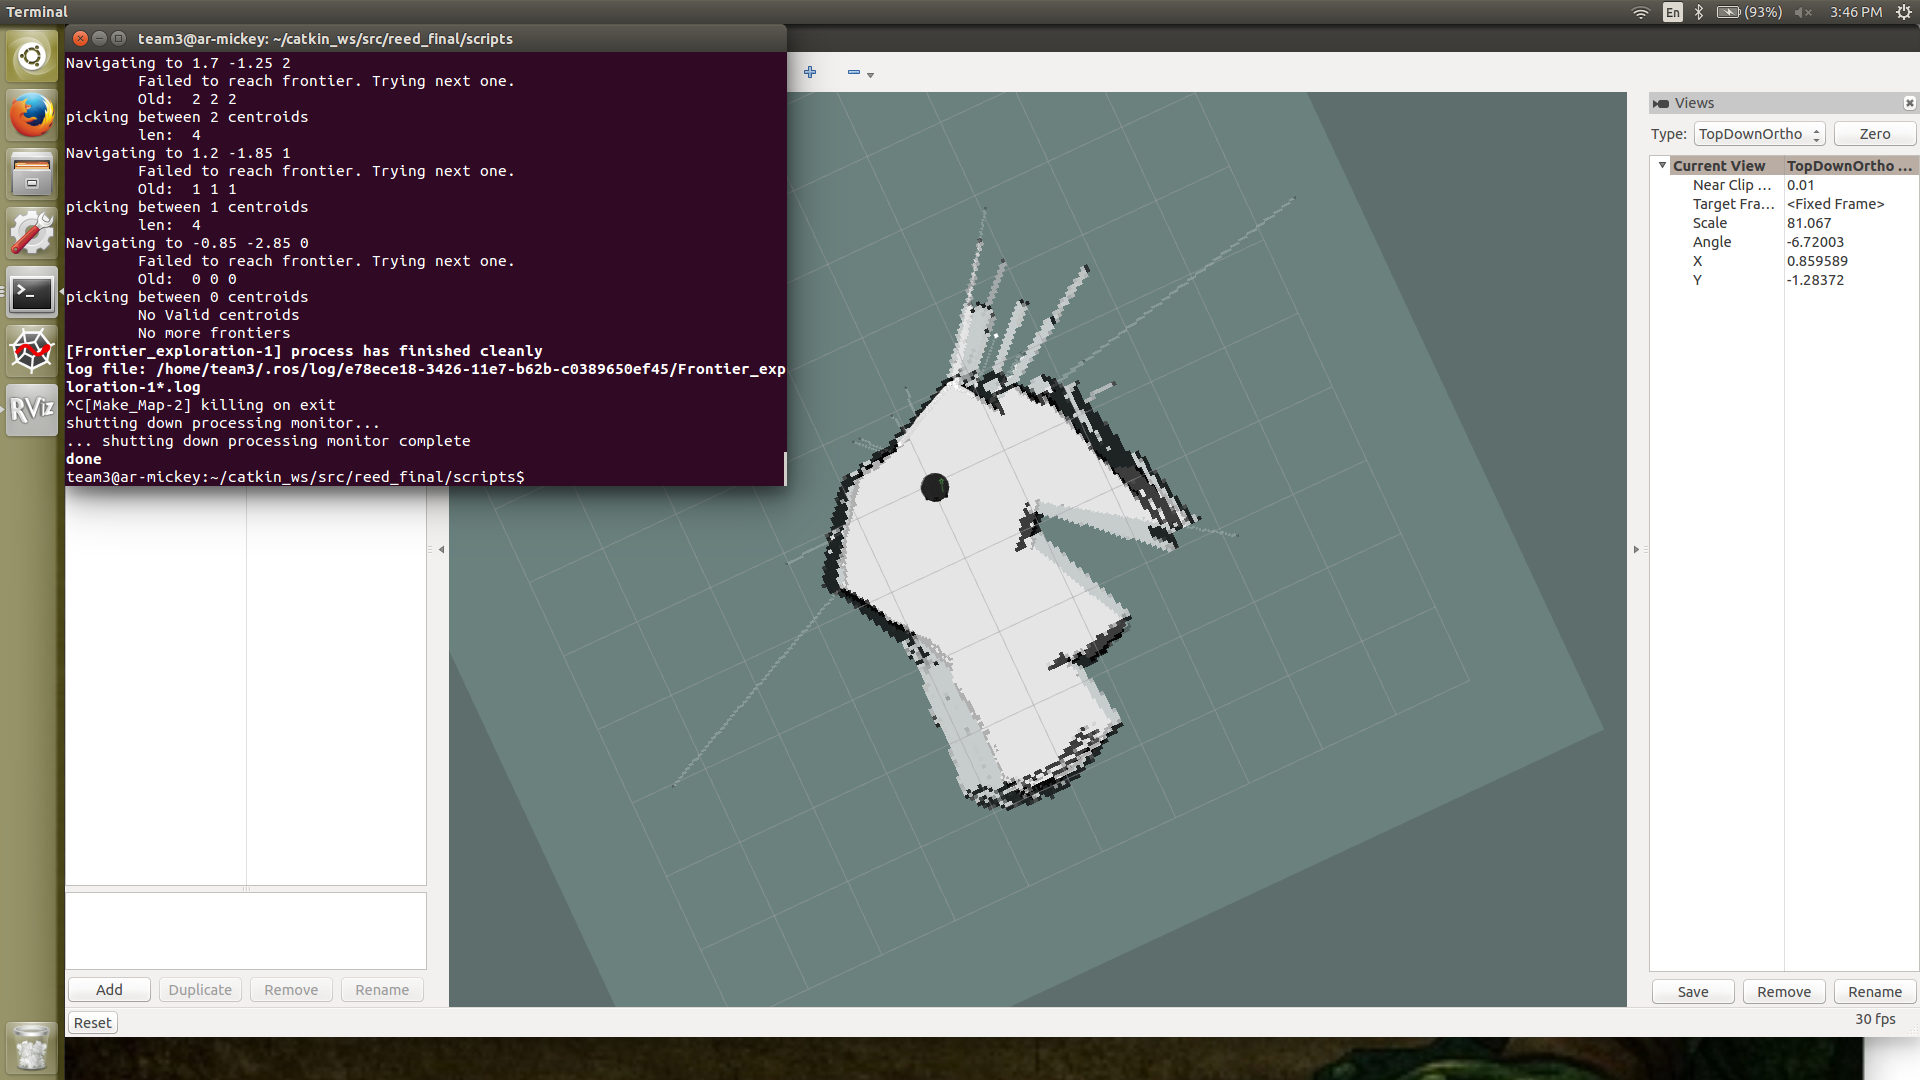 Terminal
En
(93%)
3:46 PM
team3@ar-mickey: ~/catkin_ws/src/reed_final/scripts
Navigating to 1.7 -1.25 2
Failed to reach frontier. Trying next one.
Old:  2 2 2
picking between 2 centroids
len:  4
Navigating to 1.2 -1.85 1
Failed to reach frontier. Trying next one.
Old:  1 1 1
picking between 1 centroids
len:  4
Navigating to -0.85 -2.85 0
Failed to reach frontier. Trying next one.
Old:  0 0 0
picking between 0 centroids
No Valid centroids
No more frontiers
[Frontier_exploration-1] process has finished cleanly
log file: /home/team3/.ros/log/e78ece18-3426-11e7-b62b-c0389650ef45/Frontier_exp
loration-1*.log
^C[Make_Map-2] killing on exit
shutting down processing monitor...
... shutting down processing monitor complete
done
team3@ar-mickey:~/catkin_ws/src/reed_final/scripts$
RViz
Views
Type: TopDownOrtho Zero
Current View TopDownOrtho ...
Near Clip ... 0.01
Target Fra... <Fixed Frame>
Scale 81.067
Angle -6.72003
X 0.859589
Y -1.28372
Add Duplicate Remove Rename
Save Remove Rename
Reset
30 fps